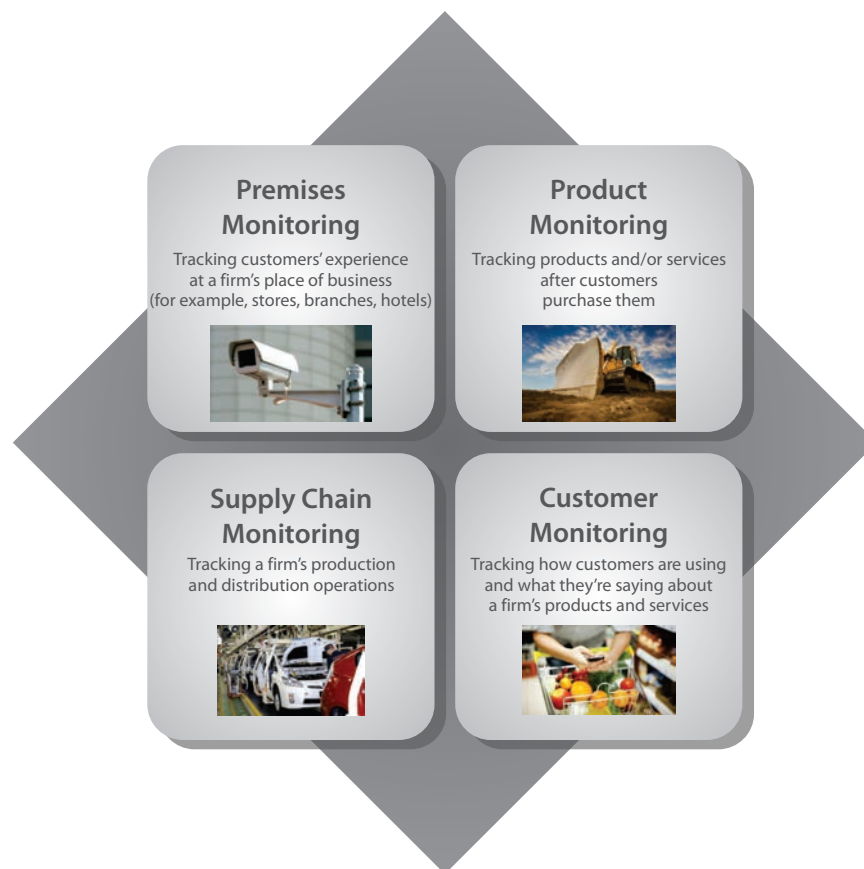 Premises
Monitoring
Tracking customers’ experience
at a firm’s place of business
(for example, stores, branches, hotels)
Product
Monitoring
Tracking products and/or services
after customers
purchase them
Supply Chain
Monitoring
Tracking a firm’s production
and distribution operations
Customer
Monitoring
Tracking how customers are using
and what they’re saying about
a firm’s products and services